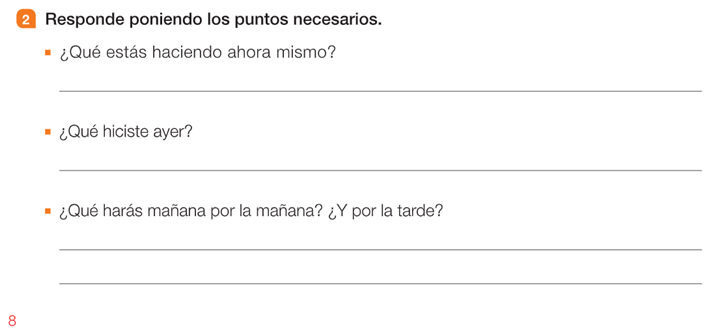 2 Responde poniendo los puntos necesarios.
¿Qué estás haciendo ahora mismo?
¿Qué hiciste ayer?
¿Qué harás mañana por la mañana? ¿Y por la tarde?
8